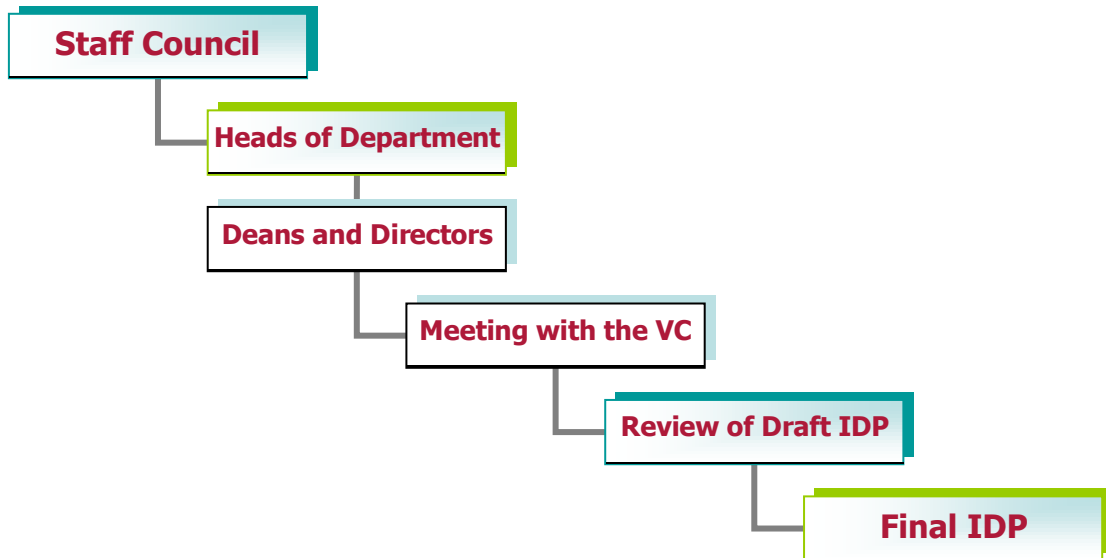 Staff Council
Heads of Department
Deans and Directors
Meeting with the VC
Review of Draft IDP
Final IDP